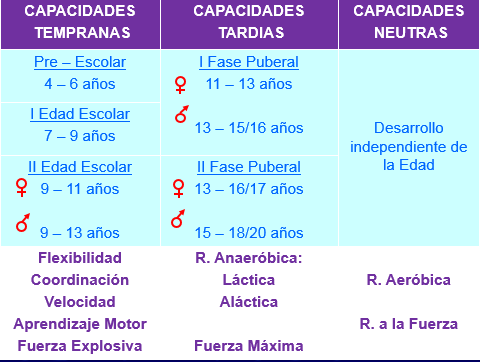 CAPACIDADES TEMPRANAS
CAPACIDADES TARDIAS
CAPACIDADES NEUTRAS
Pre – Escolar
4 – 6 años
I Edad Escolar
7 – 9 años
II Edad Escolar
♀ 9 – 11 años
♂ 9 – 13 años
I Fase Puberal
♀ 11 – 13 años
♂ 13 – 15/16 años
II Fase Puberal
♀ 13 – 16/17 años
♂ 15 – 18/20 años
Desarrollo
independiente de
la Edad
Flexibilidad
Coordinación
Velocidad
Aprendizaje Motor
Fuerza Explosiva
R. Anaeróbica:
Láctica
Aláctica
Fuerza Máxima
R. Aeróbica
R. a la Fuerza